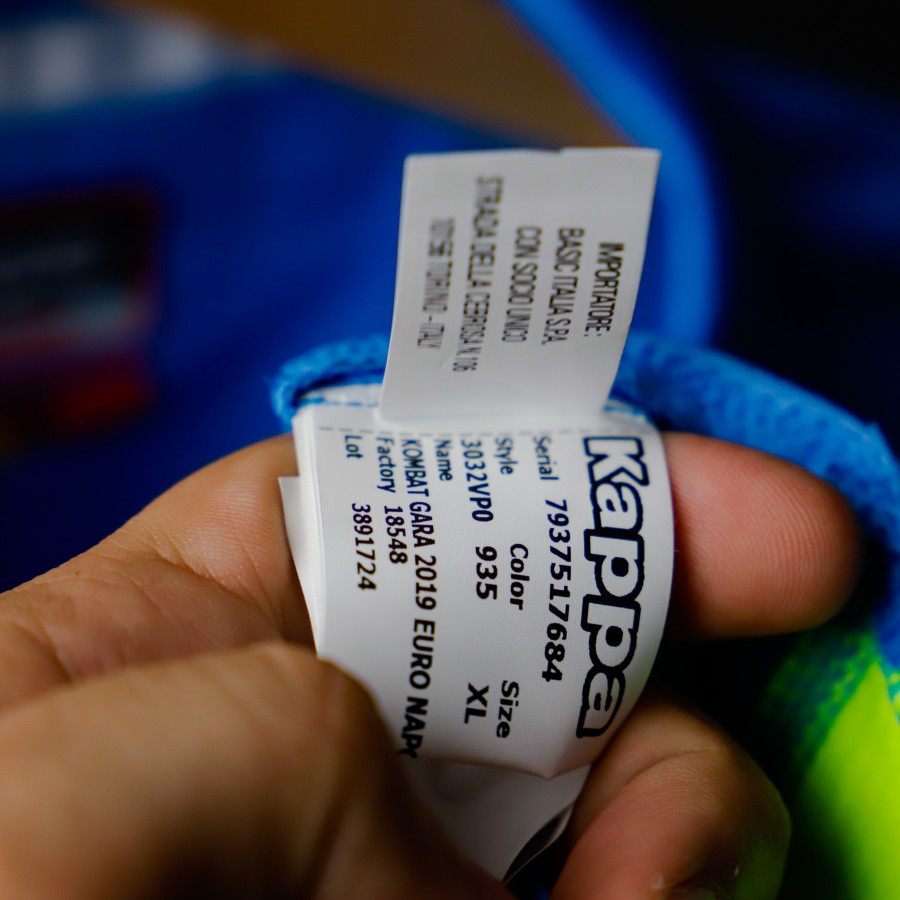 IMPORTATORE:
BASIC ITALIA S.P.A.
CON SOCIO UNICO
STRADA DELLA CEBROSA N.106
10156 TORINO - ITALY
Kappa
Serial 7937517684
Style Color Size
3032VP0 935 XL
Name
KOMBAT GARA 2019 EURO NAPO
Factory 18548
Lot 3891724